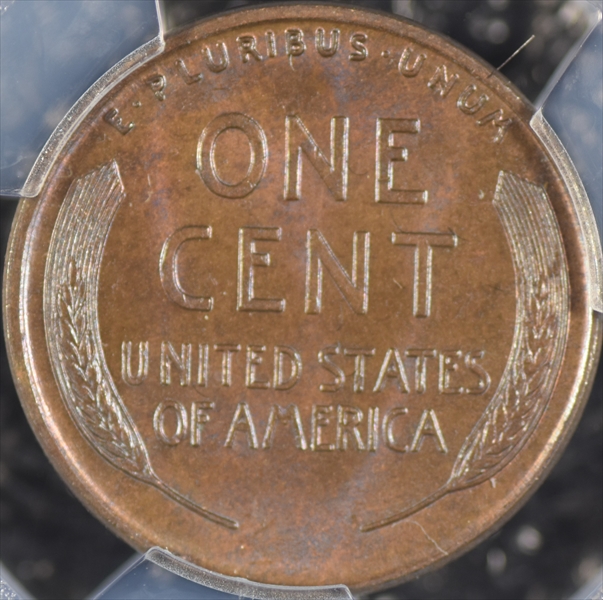 E·PLURIBUS·UNUM
ONE
CENT
UNITED STATES
OF AMERICA